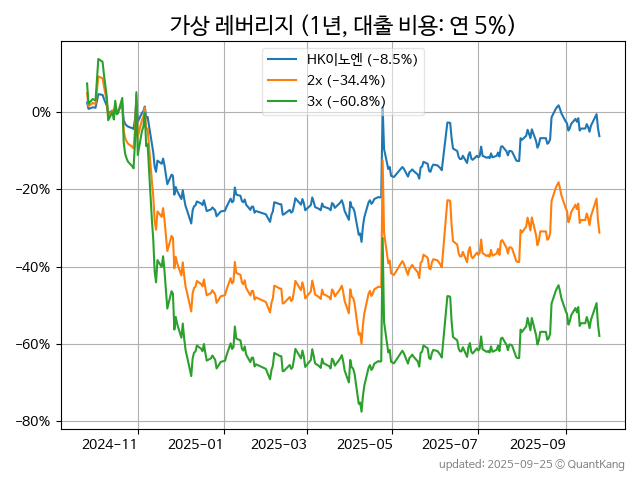 가상 레버리지 (1년, 대출 비용: 연 5%)
HK이노엔 (−8.5%)
2x (−34.4%)
3x (−60.8%)
0%
−20%
−40%
−60%
−80%
2024−11 2025−01 2025−03 2025−05 2025−07 2025−09
updated: 2025−09−25 © QuantKang